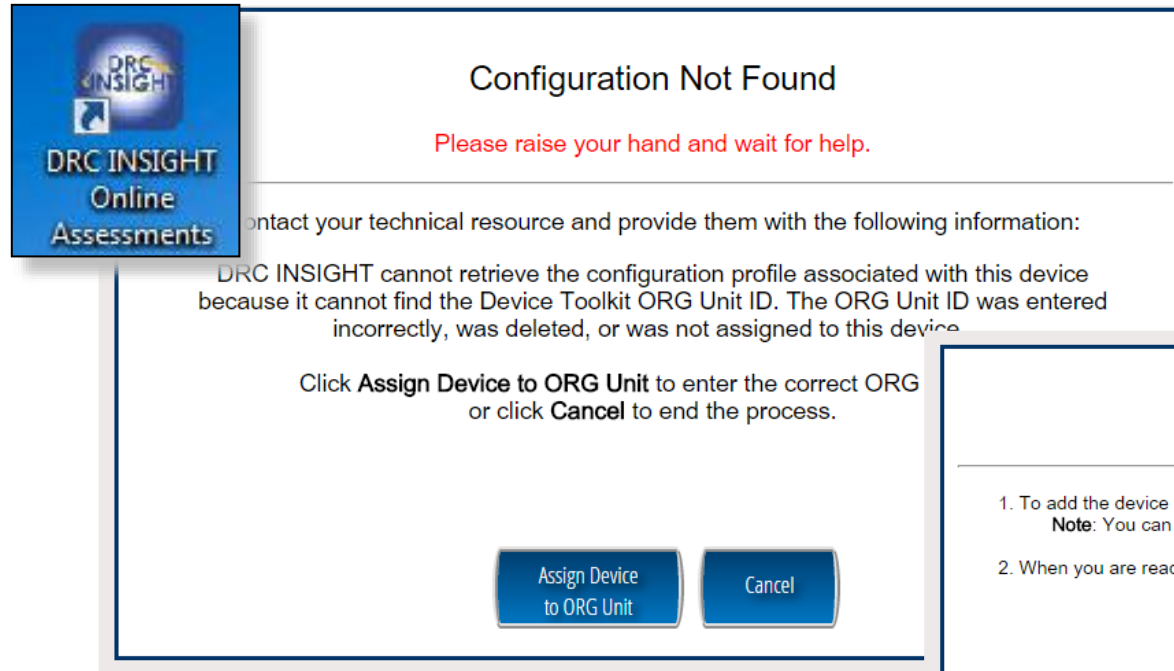 DRC
INSIGHT
DRC INSIGHT
Online
Assessments
Configuration Not Found
Please raise your hand and wait for help.
ontact your technical resource and provide them with the following information:
DRC INSIGHT cannot retrieve the configuration profile associated with this device
because it cannot find the Device Toolkit ORG Unit ID. The ORG Unit ID was entered
incorrectly, was deleted, or was not assigned to this device
Click Assign Device to ORG Unit to enter the correct ORG
or click Cancel to end the process.
Assign Device
to ORG Unit
Cancel
1. To add the device
Note: You can
2. When you are